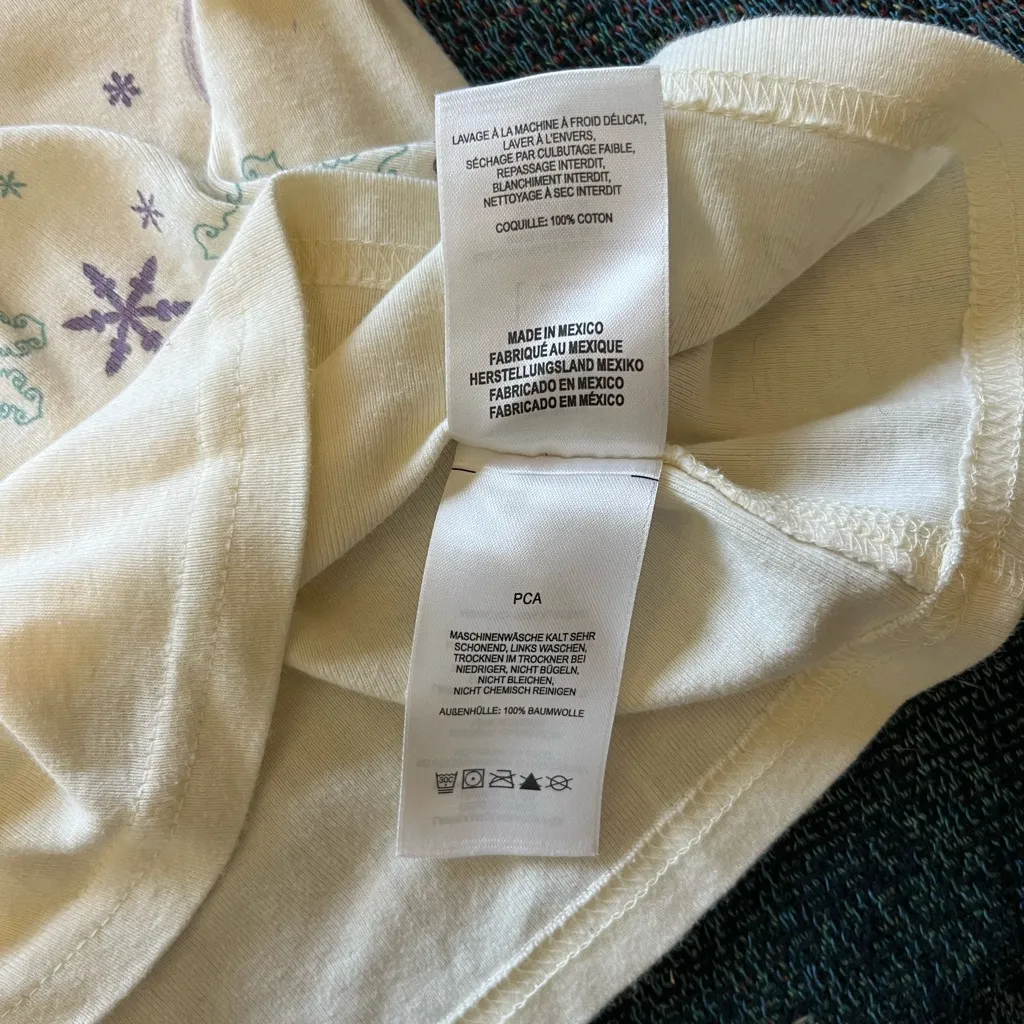 LAVAGE À LA MACHINE À FROID DÉLICAT,
LAVER À L'ENVERS,
SÉCHAGE PAR CULBUTAGE FAIBLE,
REPASSAGE INTERDIT,
BLANCHIMENT INTERDIT,
NETTOYAGE À SEC INTERDIT
COQUILLE: 100% COTON
MADE IN MEXICO
FABRIQUÉ AU MEXIQUE
HERSTELLUNGSLAND MEXIKO
FABRICADO EN MEXICO
FABRICADO EM MÉXICO
PCA
MASCHINENWÄSCHE KALT SEHR
SCHONEND, LINKS WASCHEN,
TROCKNEN IM TROCKNER BEI
NIEDRIGER, NICHT BÜGELN,
NICHT BLEICHEN,
NICHT CHEMISCH REINIGEN
AUßENHÜLLE: 100% BAUMWOLLE
30C